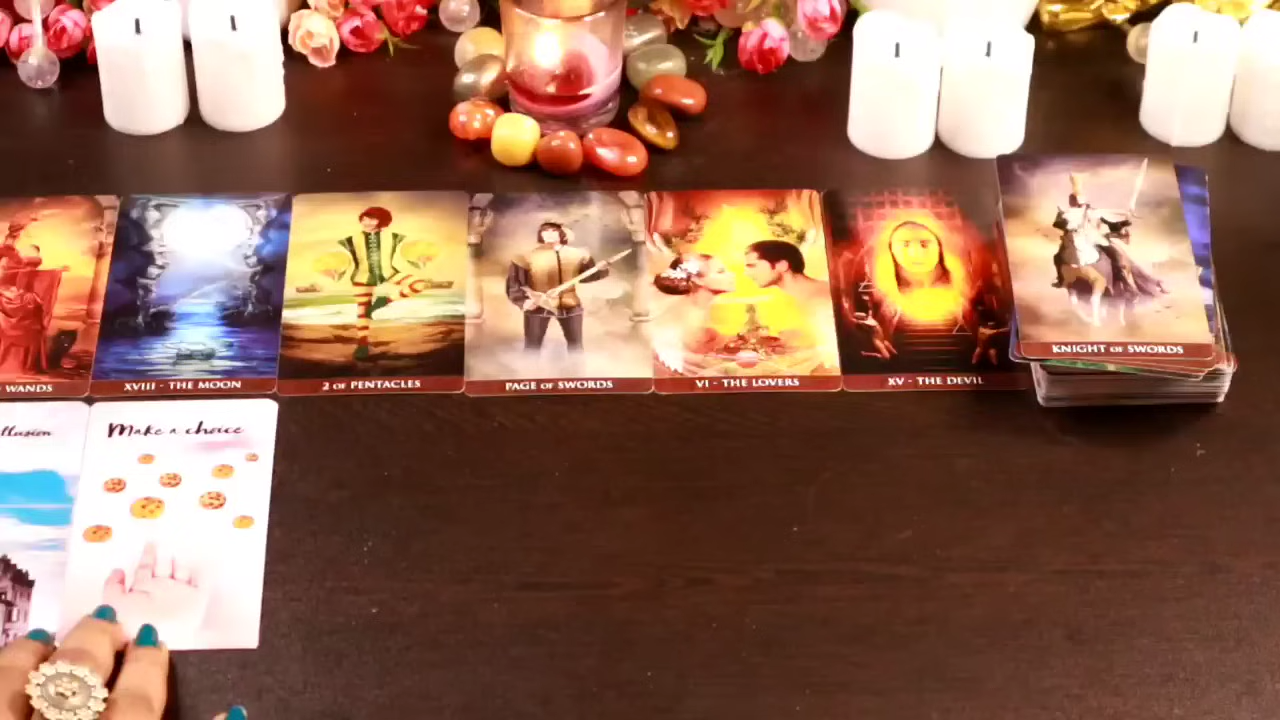 WANDS
XVIII - THE MOON
2 OF PENTACLES
PAGE OF SWORDS
VI - THE LOVERS
XV - THE DEVIL
KNIGHT OF SWORDS
llusion
Make a choice